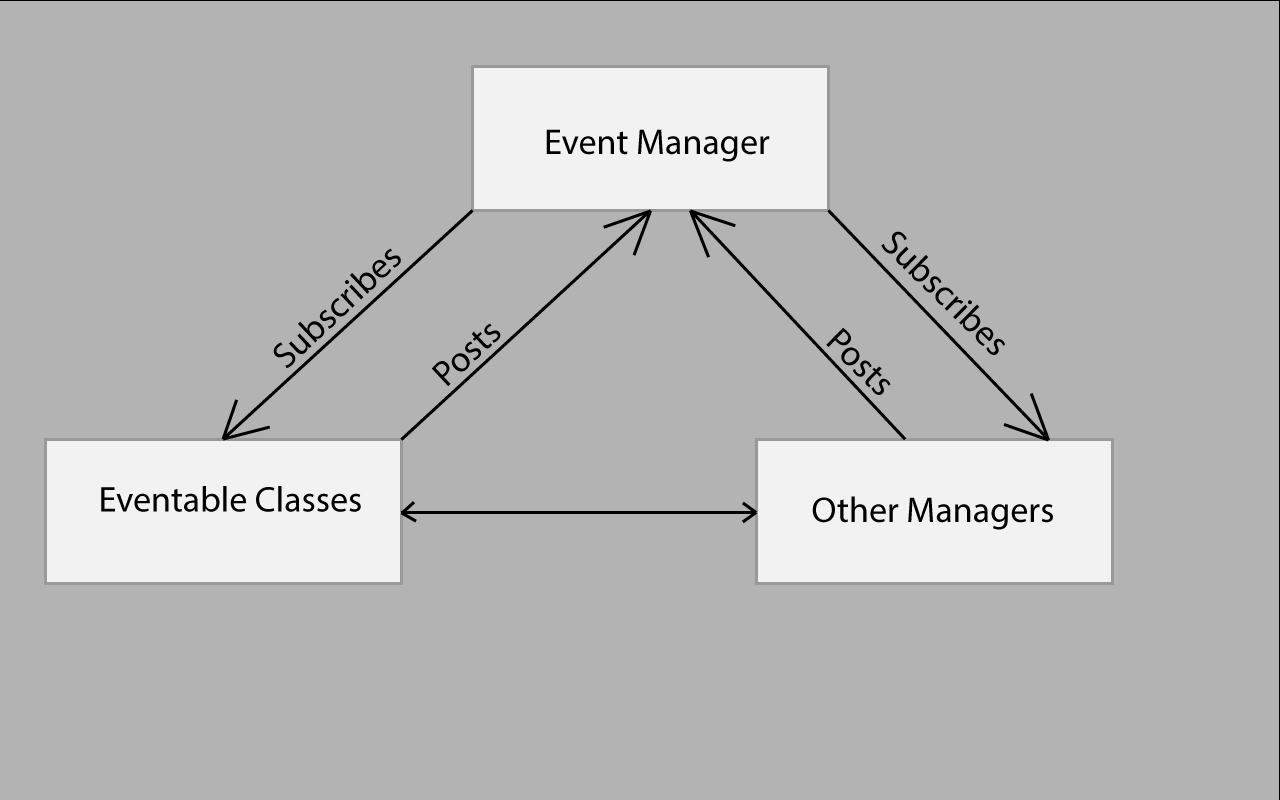 Event Manager
Subscribes
Posts
Posts
Subscribes
Eventable Classes
Other Managers